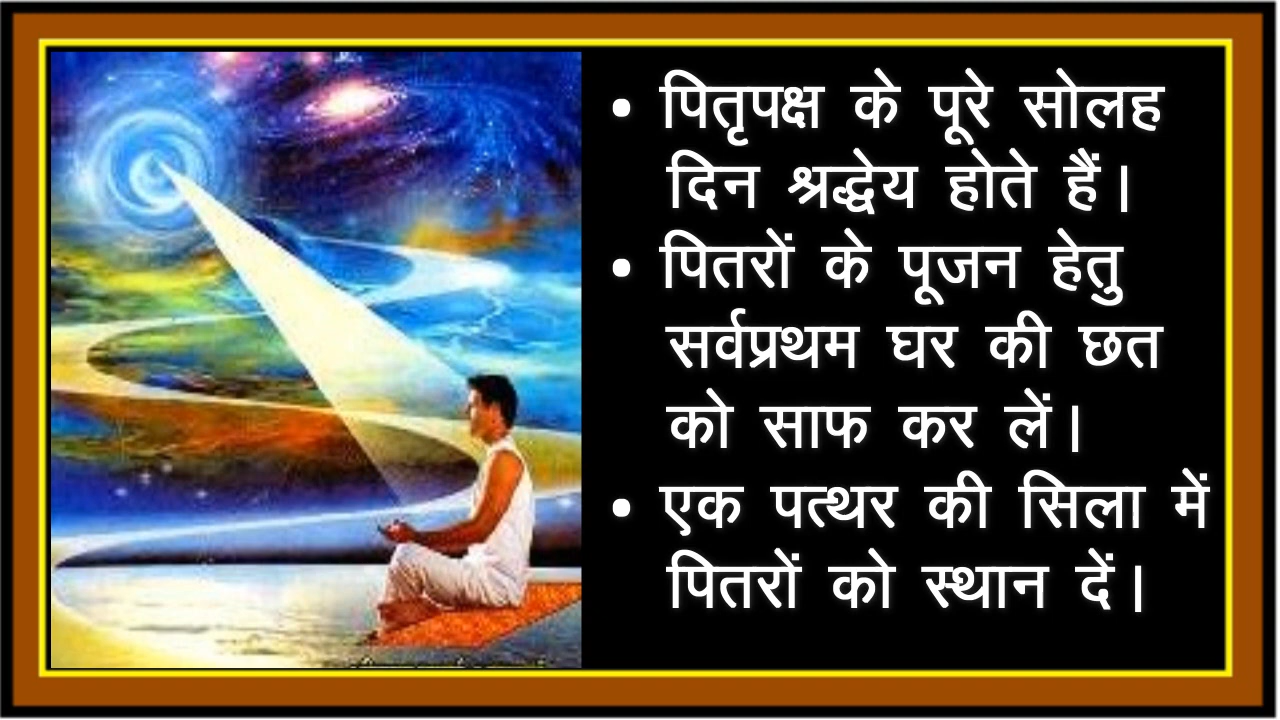 • पितृपक्ष के पूरे सोलह
दिन श्रद्धेय होते हैं।
• पितरों के पूजन हेतु
सर्वप्रथम घर की छत
को साफ कर लें।
• एक पत्थर की सिला में
पितरों को स्थान दें।